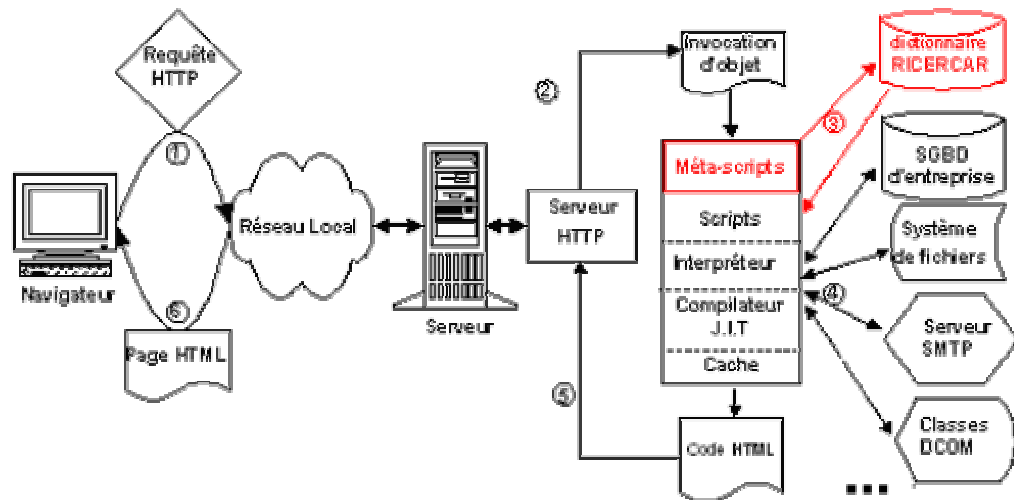 Requête
HTTP
①
Navigateur
⑥
Page HTML
Réseau Local
Serveur
②
Serveur
HTTP
⑤
Invocation
d'objet
Méta-scripts
Scripts
Interpréteur
Compilateur
J.I.T
Cache
Code HTML
③
dictionnaire
RICERCAR
SGBD
d'entreprise
Système
de fichiers
④
Serveur
SMTP
Classes
DCOM
...